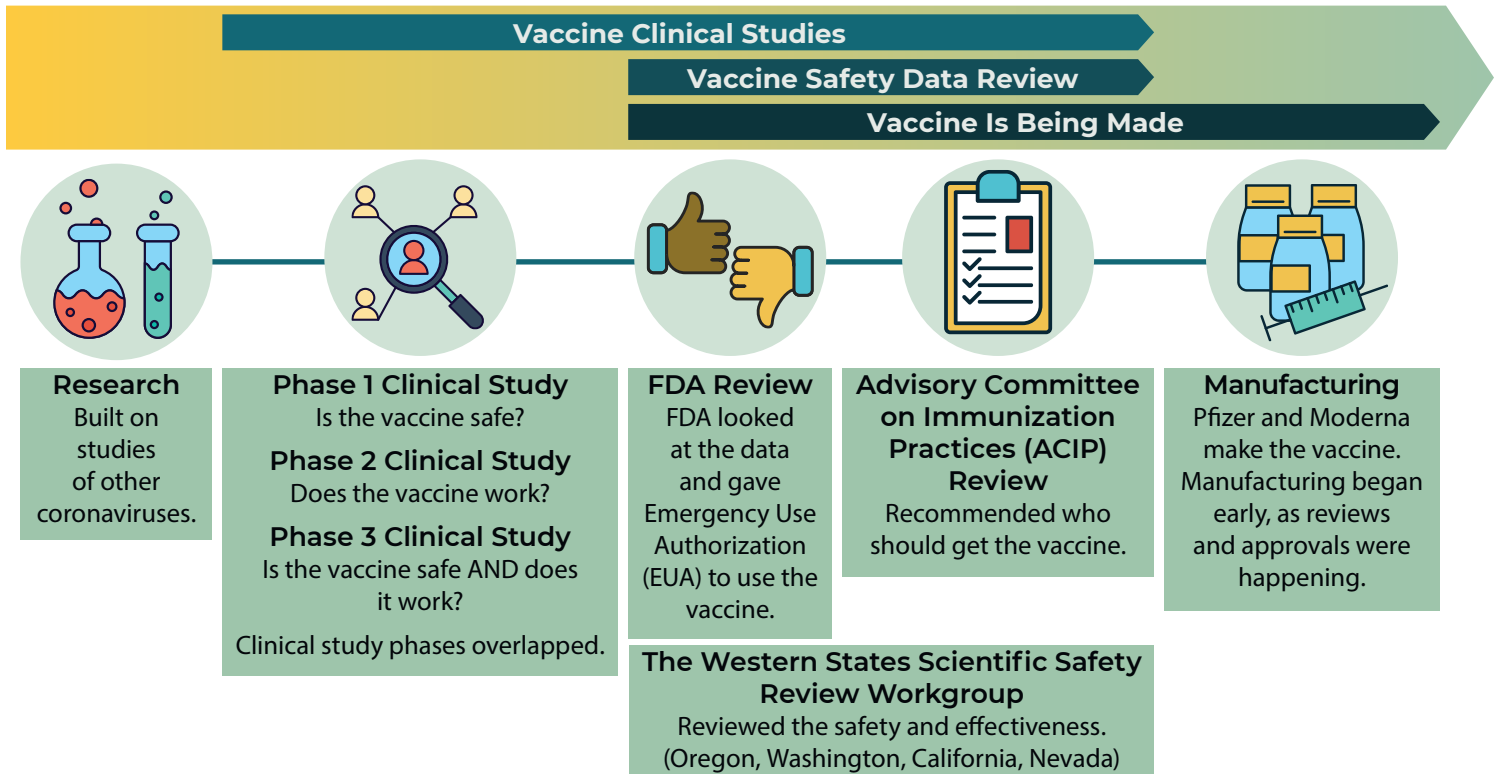 Vaccine Clinical Studies
Vaccine Safety Data Review
Vaccine Is Being Made
Research
Built on
studies
of other
coronaviruses.
Phase 1 Clinical Study
Is the vaccine safe?
Phase 2 Clinical Study
Does the vaccine work?
Phase 3 Clinical Study
Is the vaccine safe AND does
it work?
Clinical study phases overlapped.
FDA Review
FDA looked
at the data
and gave
Emergency Use
Authorization
(EUA) to use the
vaccine.
Advisory Committee
on Immunization
Practices (ACIP)
Review
Recommended who
should get the vaccine.
The Western States Scientific Safety
Review Workgroup
Reviewed the safety and effectiveness.
(Oregon, Washington, California, Nevada)
Manufacturing
Pfizer and Moderna
make the vaccine.
Manufacturing began
early, as reviews
and approvals were
happening.